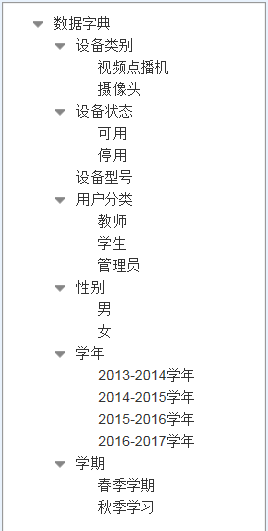 数据字典
设备类别
视频点播机
摄像头
设备状态
可用
停用
设备型号
用户分类
教师
学生
管理员
性别
男
女
学年
2013-2014学年
2014-2015学年
2015-2016学年
2016-2017学年
学期
春季学期
秋季学习